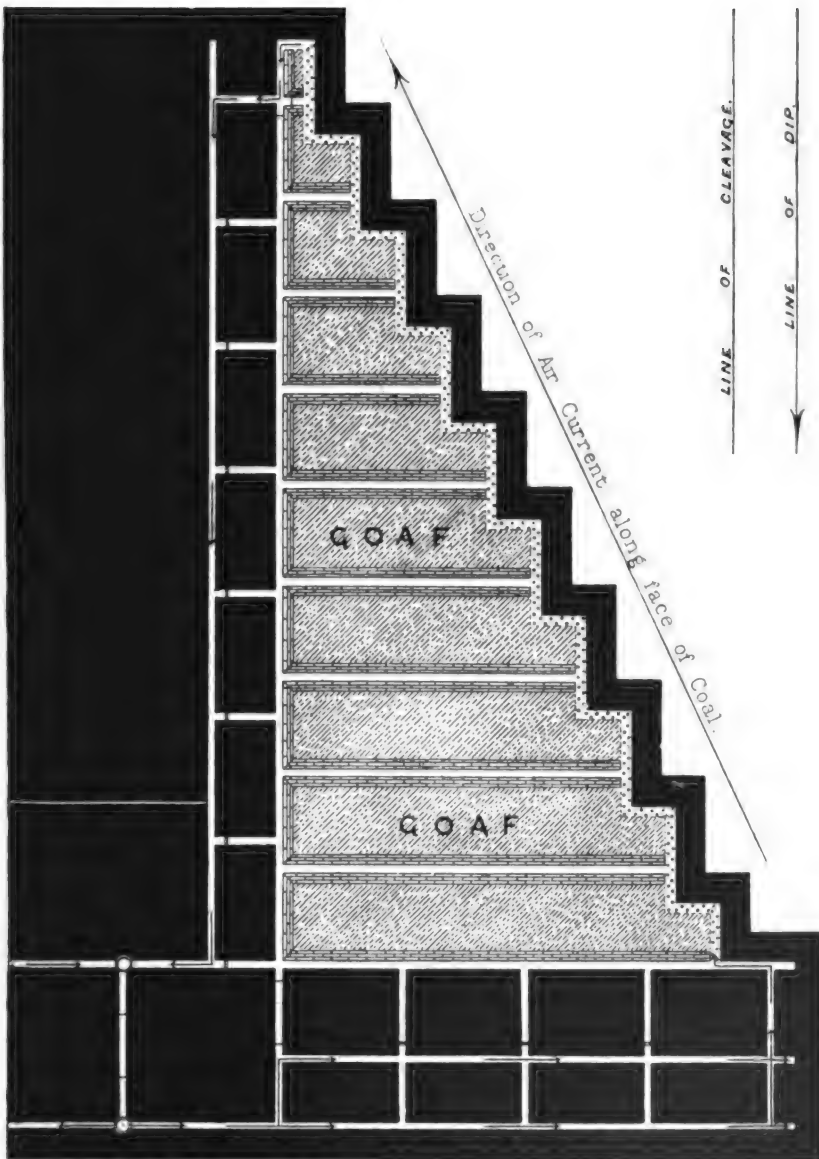 Direction of Air Current along face of Coal.
LINE OF CLEAVAGE.
LINE OF DIP.
GOAF
GOAF